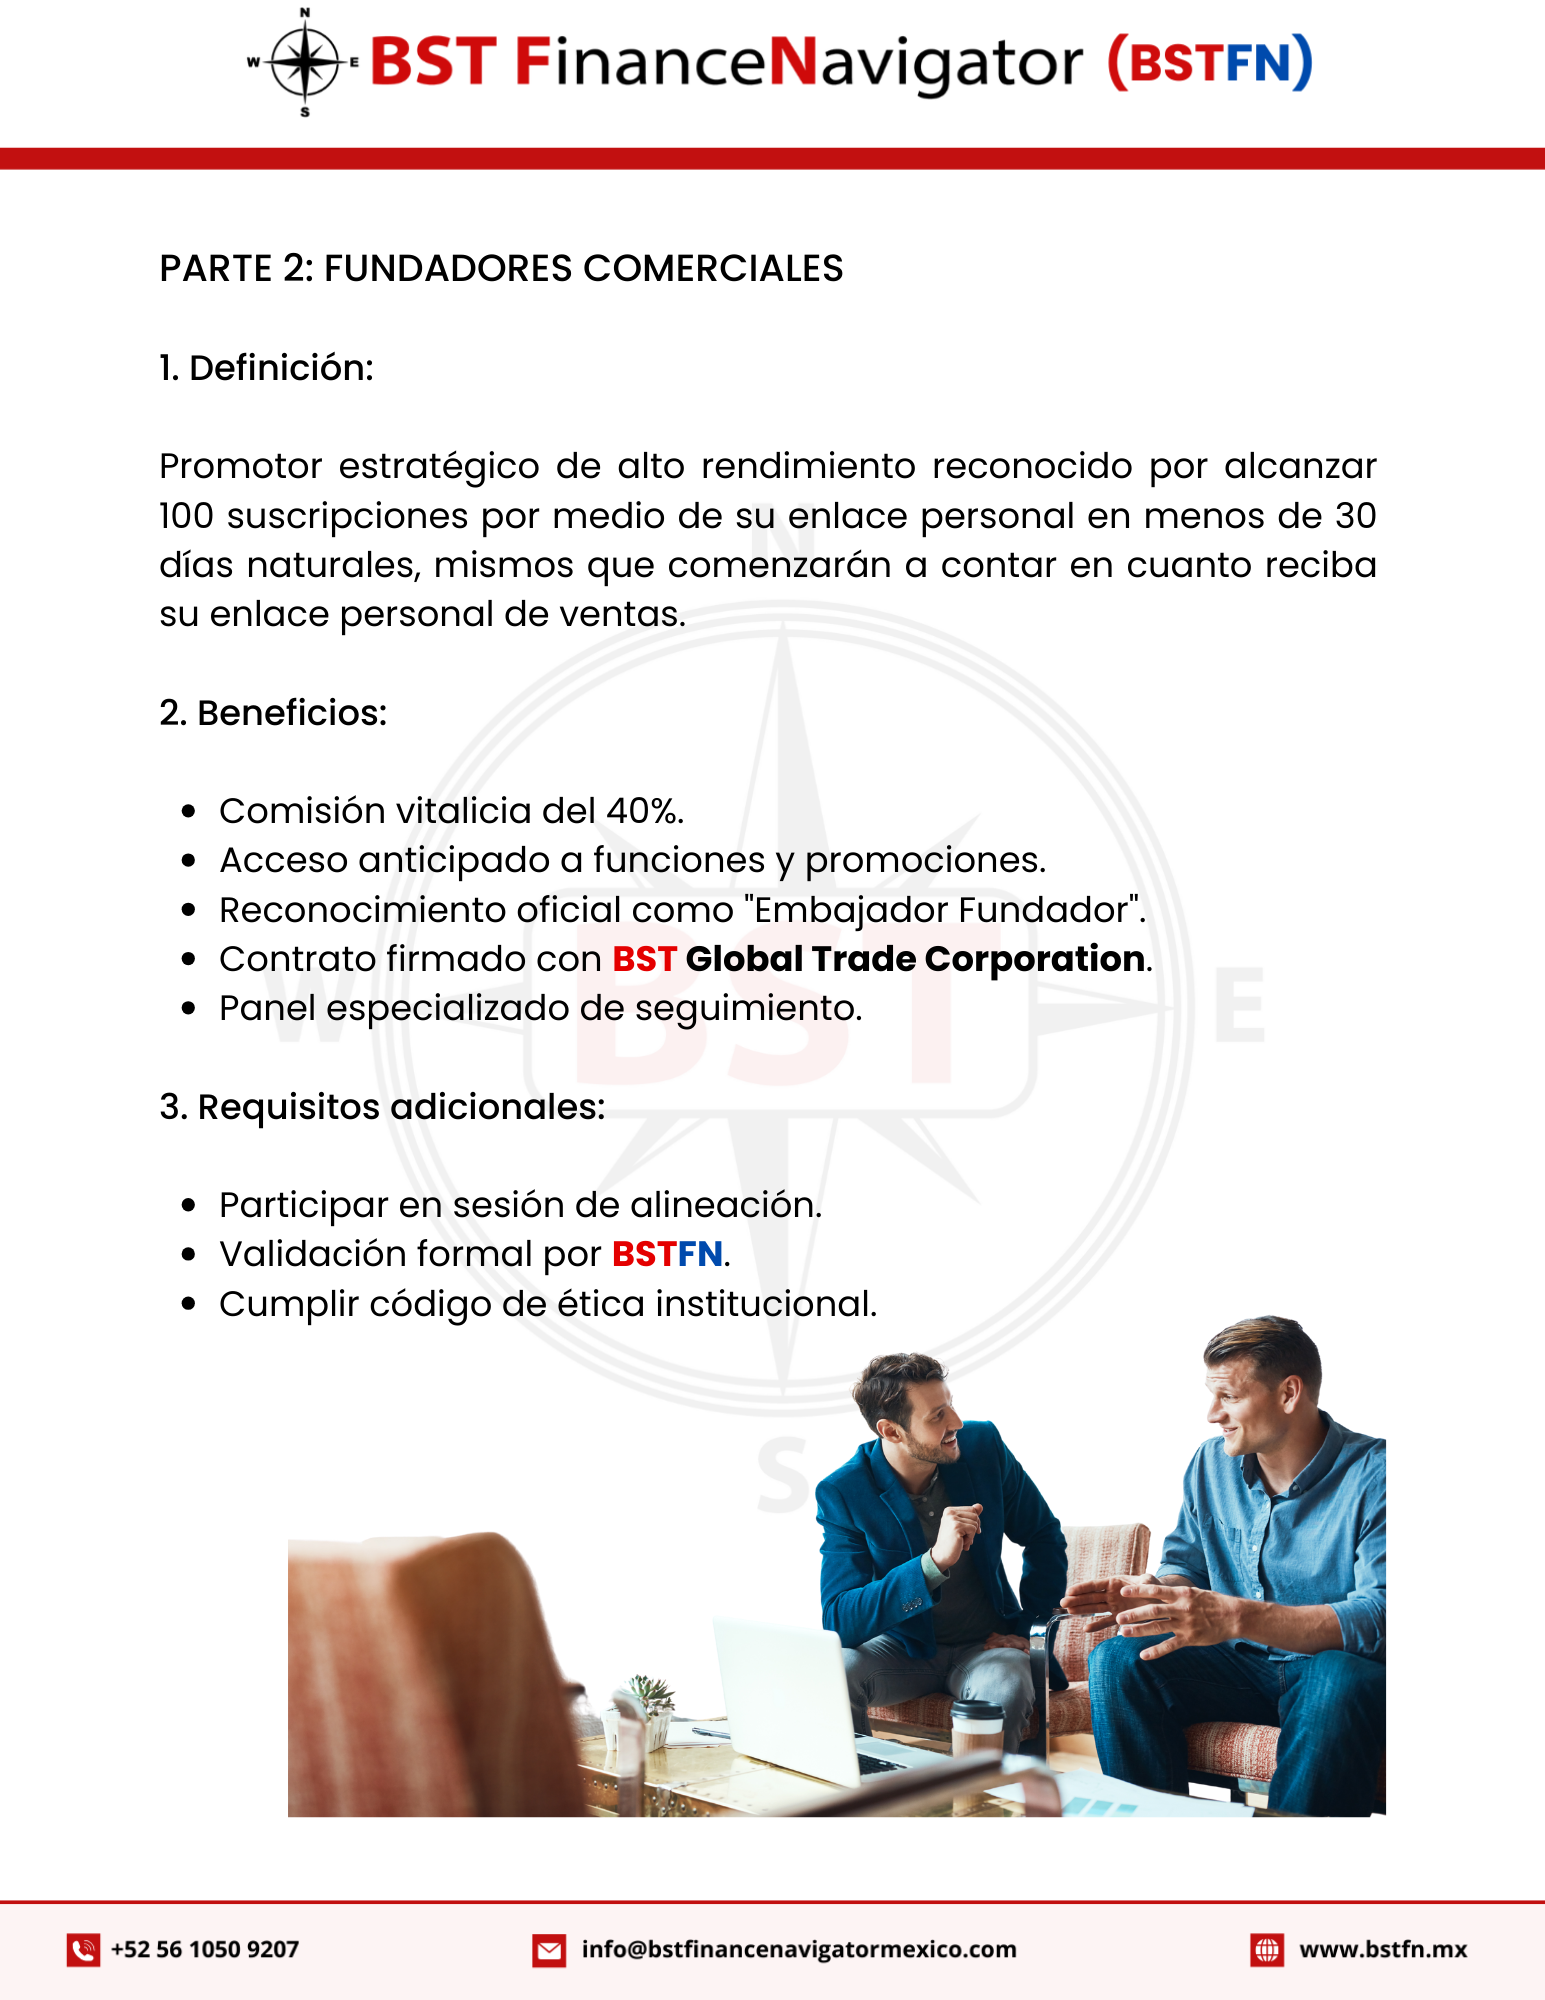 N
W E BST FinanceNavigator (BSTFN)
S
PARTE 2: FUNDADORES COMERCIALES
1. Definición:
Promotor estratégico de alto rendimiento reconocido por alcanzar
100 suscripciones por medio de su enlace personal en menos de 30
días naturales, mismos que comenzarán a contar en cuanto reciba
su enlace personal de ventas.
2. Beneficios:
• Comisión vitalicia del 40%.
• Acceso anticipado a funciones y promociones.
• Reconocimiento oficial como "Embajador Fundador".
• Contrato firmado con BST Global Trade Corporation.
• Panel especializado de seguimiento.
3. Requisitos adicionales:
• Participar en sesión de alineación.
• Validación formal por BSTFN.
• Cumplir código de ética institucional.
N
W BST E
S
+52 56 1050 9207
info@bstfinancenavigatormexico.com
www.bstfn.mx